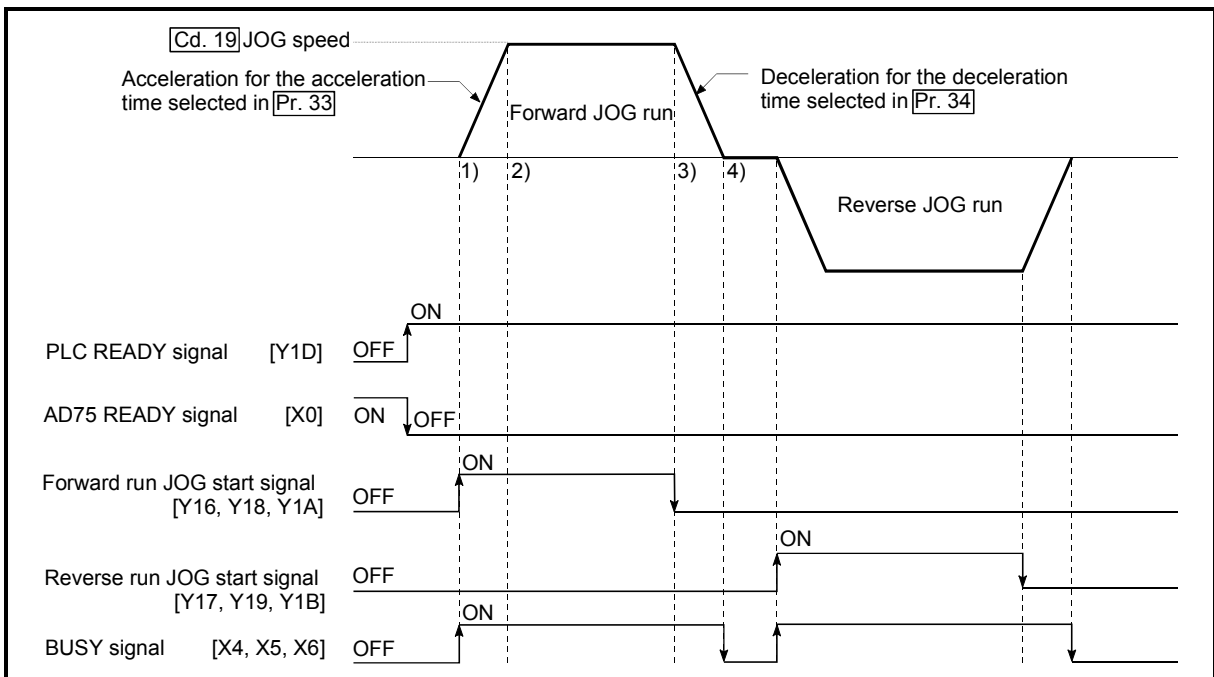 Cd. 19 JOG speed
Acceleration for the acceleration
time selected in Pr. 33
Deceleration for the deceleration
time selected in Pr. 34
Forward JOG run
1) 2) 3) 4)
Reverse JOG run
ON
PLC READY signal [Y1D] OFF
AD75 READY signal [X0] ON OFF
ON
Forward run JOG start signal OFF
[Y16, Y18, Y1A]
ON
Reverse run JOG start signal OFF
[Y17, Y19, Y1B]
ON
BUSY signal [X4, X5, X6] OFF